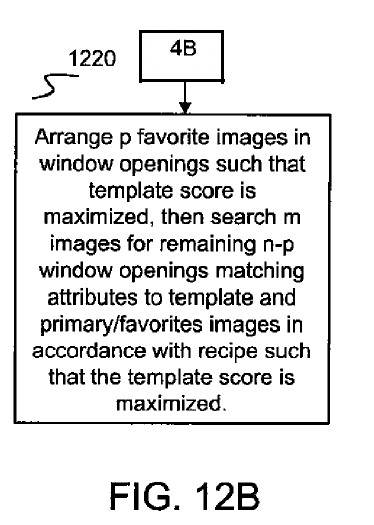 4B
1220
Arrange p favorite images in
window openings such that
template score is
maximized, then search m
images for remaining n-p
window openings matching
attributes to template and
primary/favorites images in
accordance with recipe such
that the template score is
maximized.
FIG. 12B